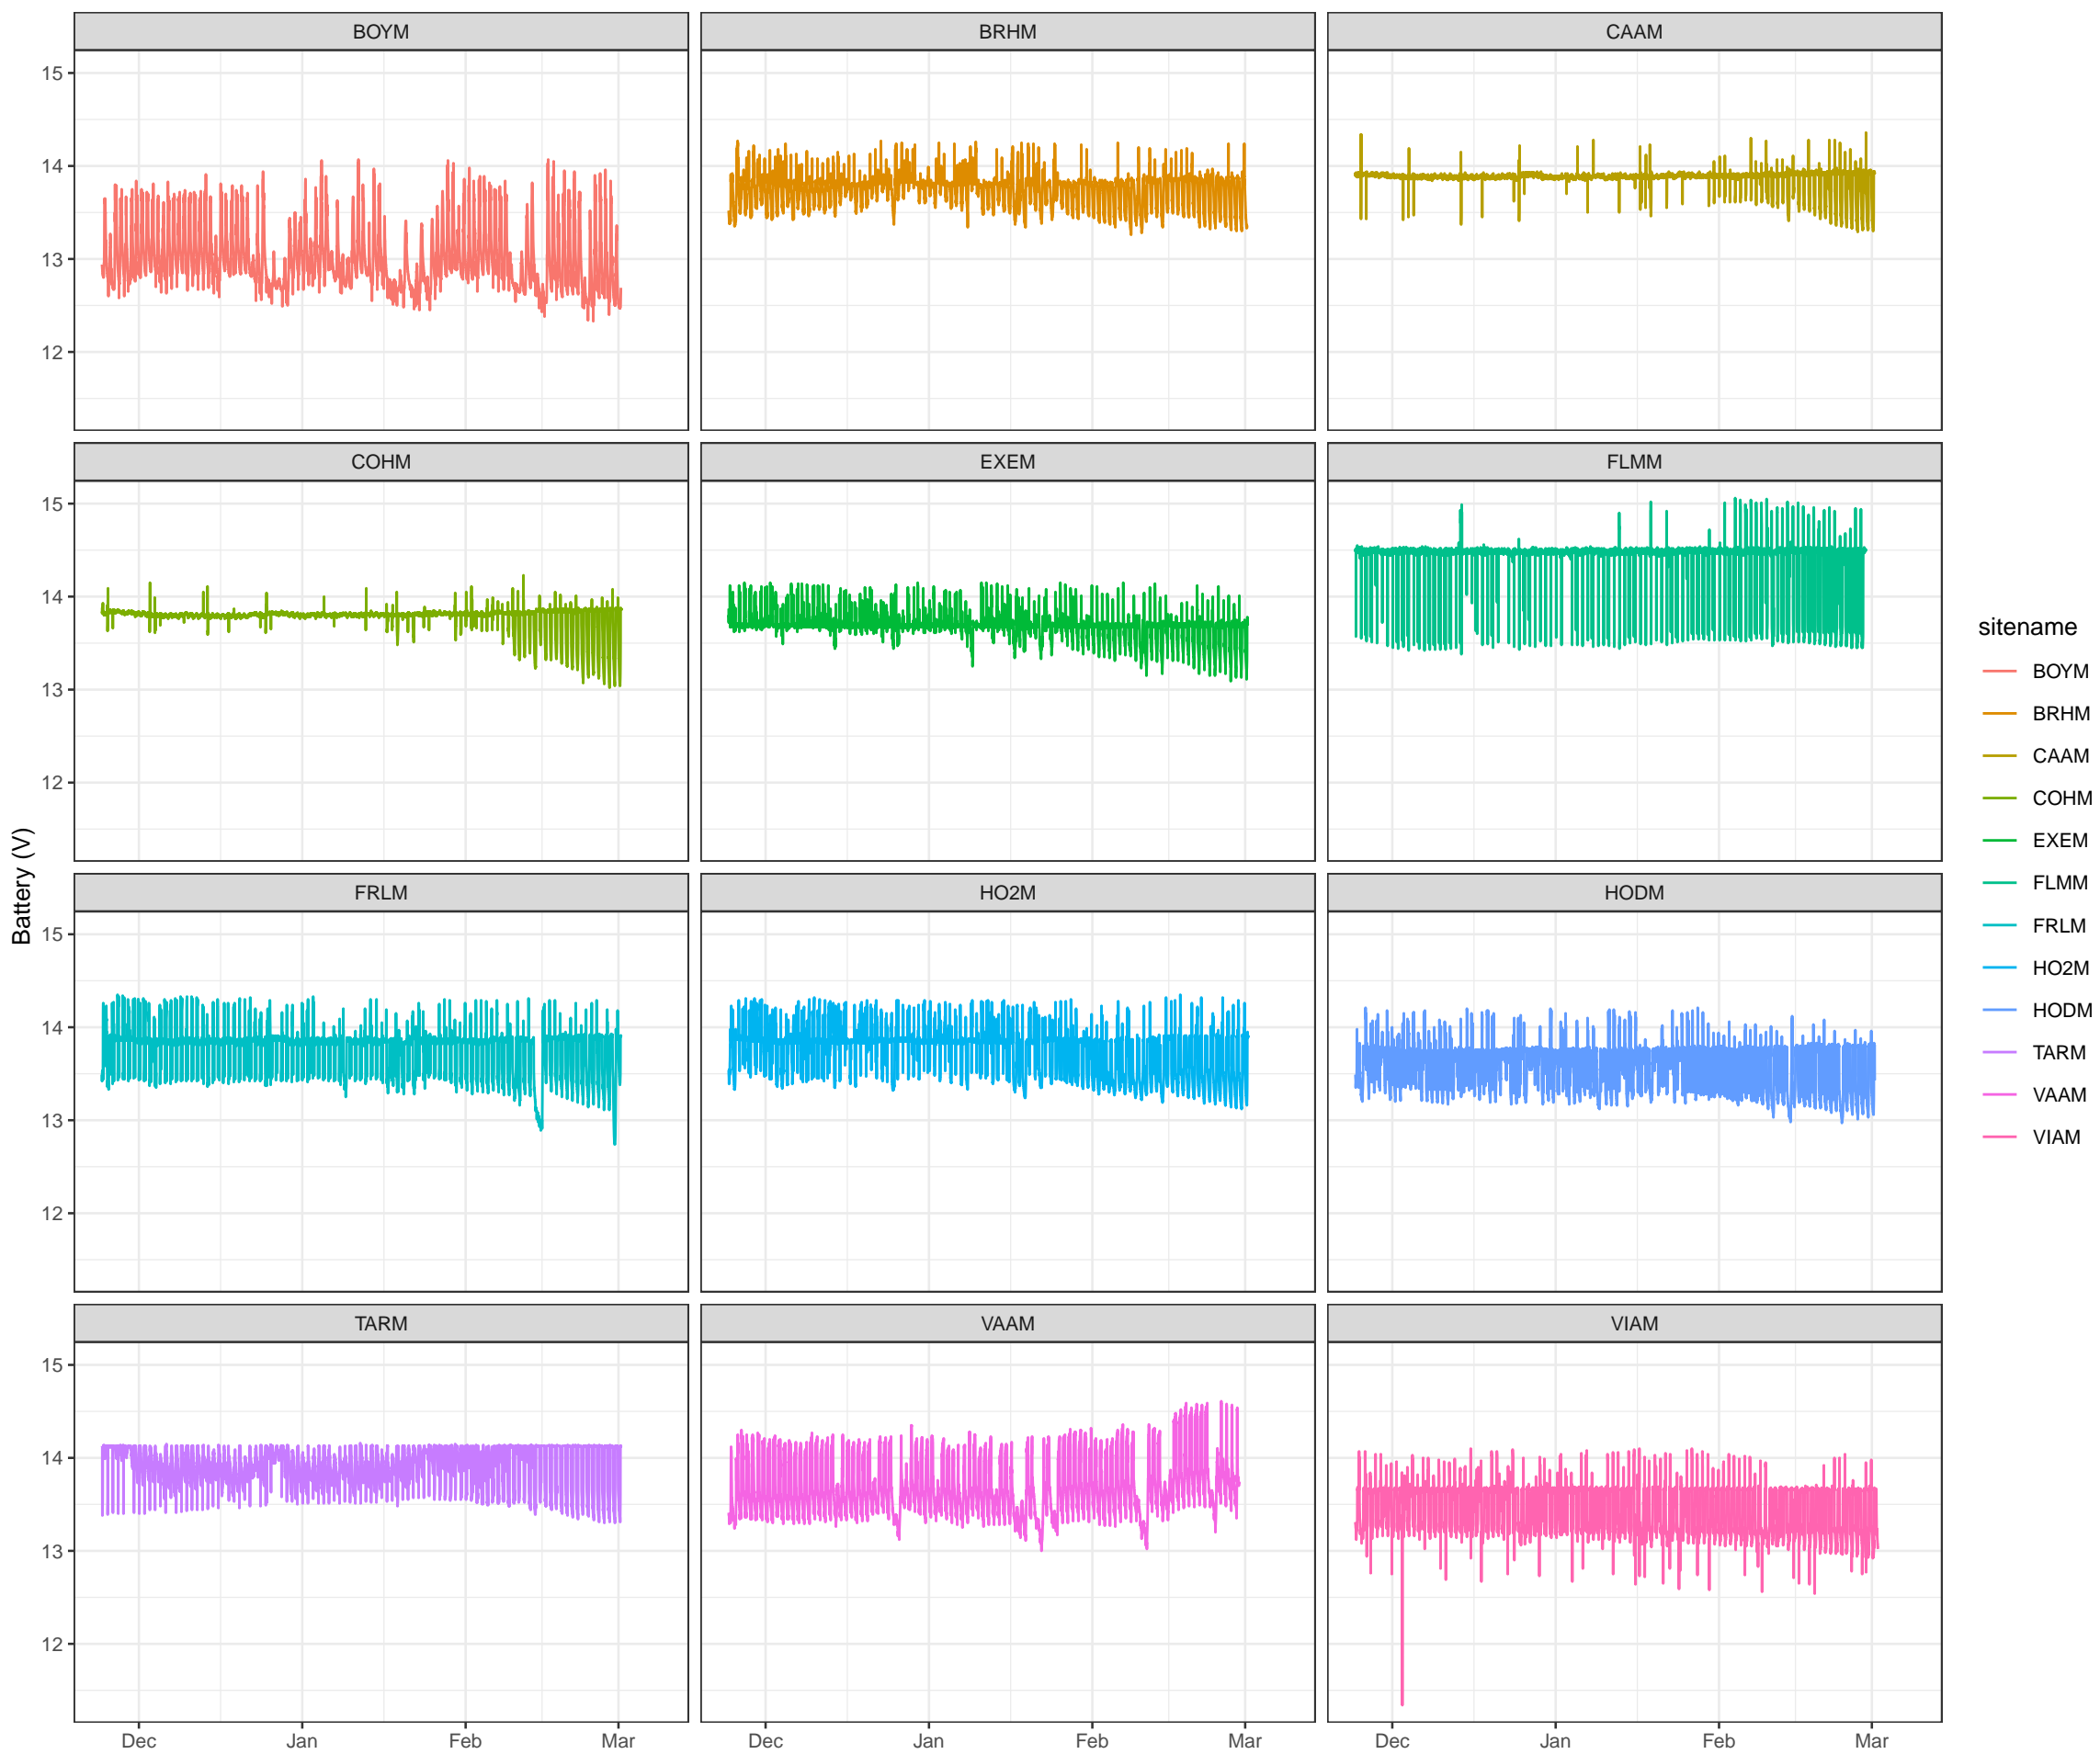 BOYM BRHM CAAM
15
14
13
12
COHM EXEM FLMM
15
14
13
12
FRLM HO2M HODM
15
14
13
12
TARM VAAM VIAM
15
14
13
12
Dec Jan Feb Mar Dec Jan Feb Mar Dec Jan Feb Mar
Battery (V)
sitename
BOYM
BRHM
CAAM
COHM
EXEM
FLMM
FRLM
HO2M
HODM
TARM
VAAM
VIAM